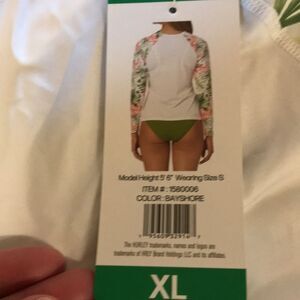 Model Height 5' 6" Wearing Size S
ITEM # : 1580006
COLOR : BAYSHORE
The HURLEY trademarks, names and logos are
trademarks of HRLY Brand Holdings LLC and its affiliates.
XL